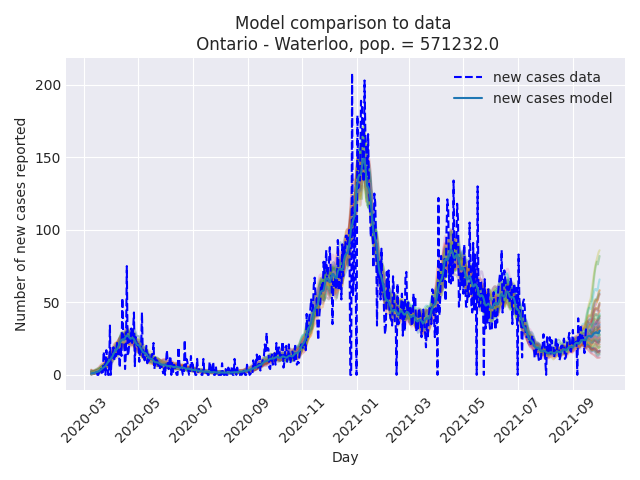 Model comparison to data
Ontario - Waterloo, pop. = 571232.0
new cases data
new cases model
Number of new cases reported
200
150
100
50
0
2020-03
2020-05
2020-07
2020-09
2020-11
2021-01
2021-03
2021-05
2021-07
2021-09
Day